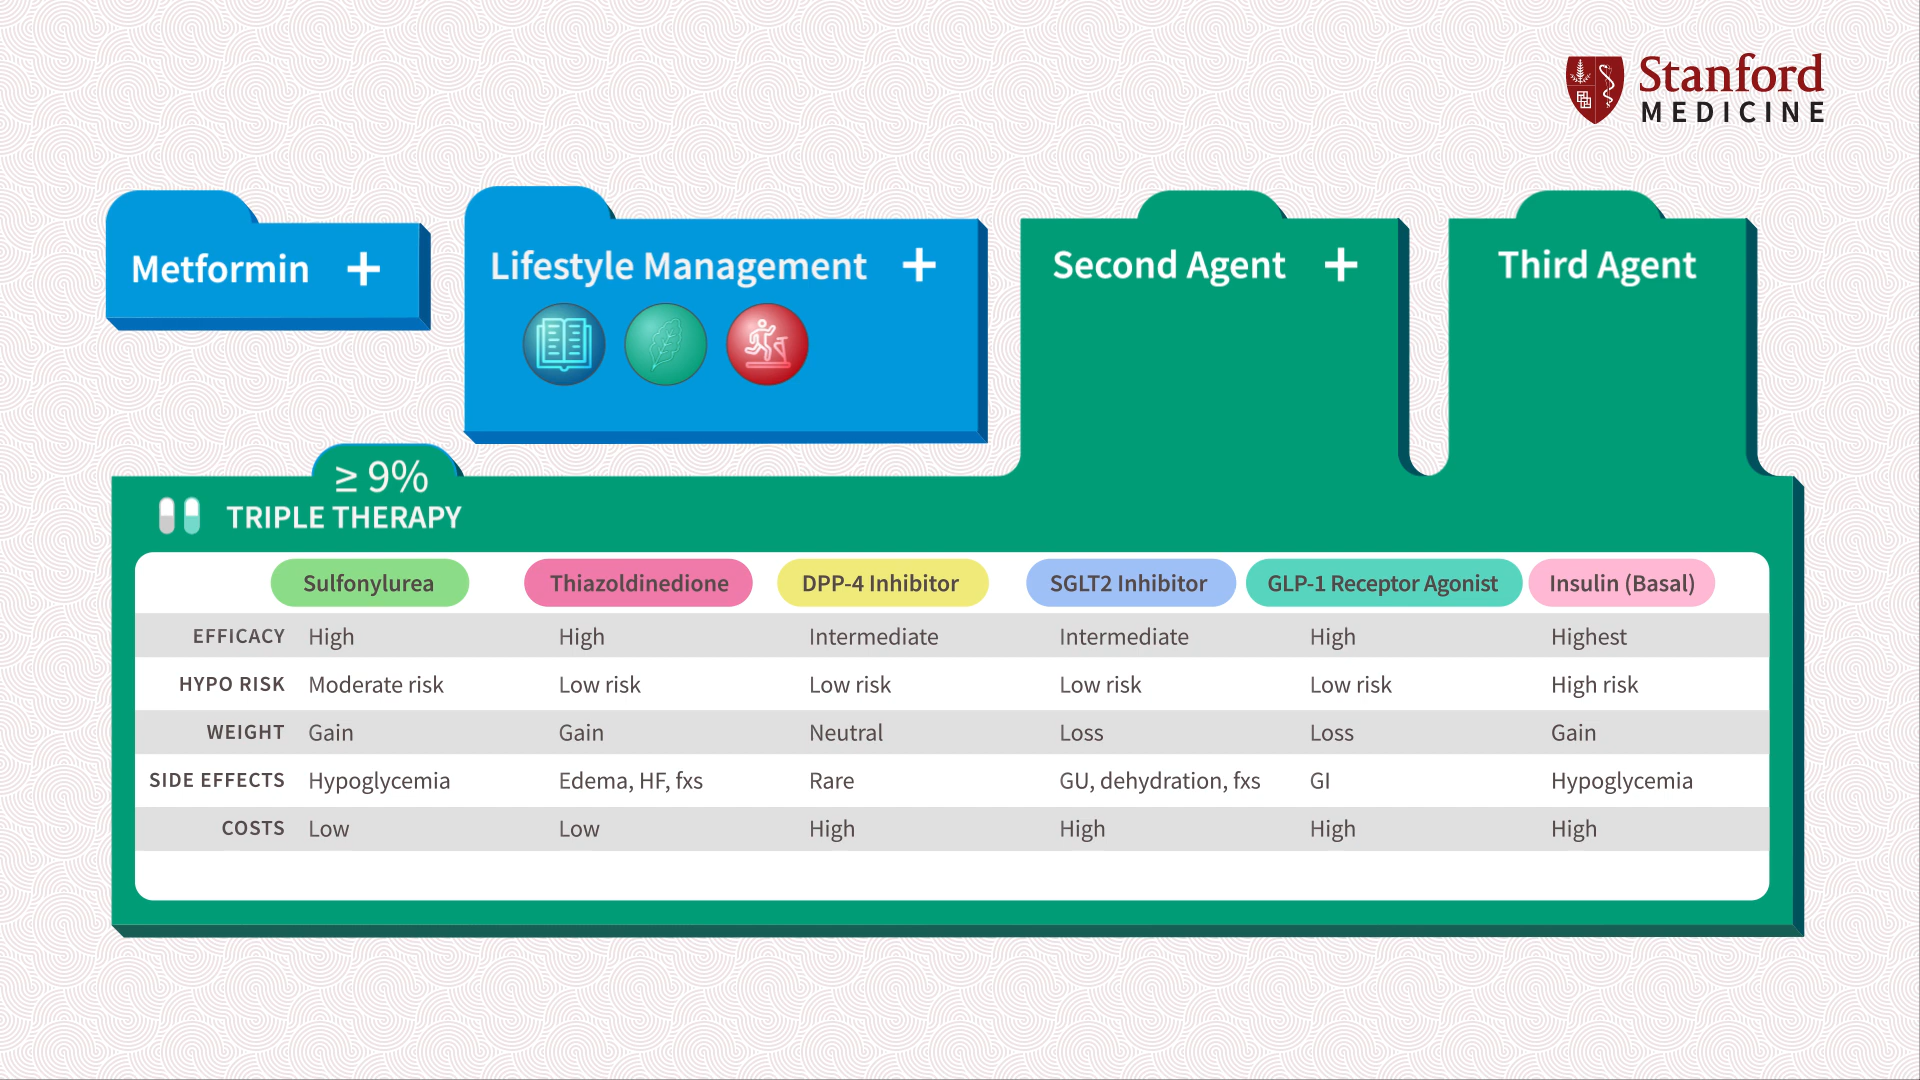 Stanford
MEDICINE
Metformin +
Lifestyle Management +
Second Agent +
Third Agent
≥ 9%
TRIPLE THERAPY
Sulfonylurea Thiazoldinedione DPP-4 Inhibitor SGLT2 Inhibitor GLP-1 Receptor Agonist Insulin (Basal)
EFFICACY High High Intermediate Intermediate High Highest
HYPO RISK Moderate risk Low risk Low risk Low risk Low risk High risk
WEIGHT Gain Gain Neutral Loss Loss Gain
SIDE EFFECTS Hypoglycemia Edema, HF, fxs Rare GU, dehydration, fxs GI Hypoglycemia
COSTS Low Low High High High High